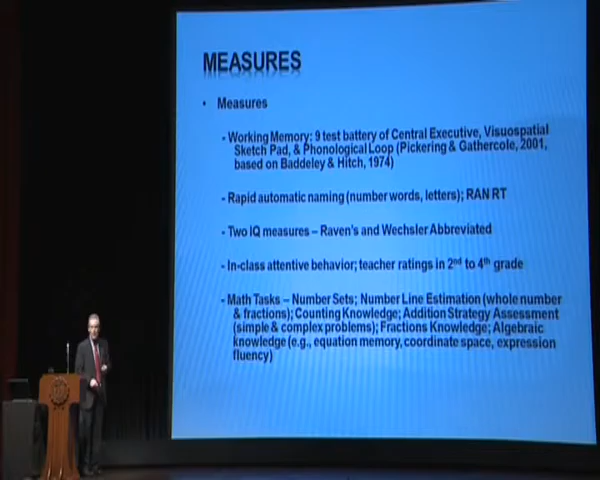 MEASURES
• Measures
- Working Memory: 9 test battery of Central Executive, Visuospatial
Sketch Pad, & Phonological Loop (Pickering & Gathercole, 2001,
based on Baddeley & Hitch, 1974)
- Rapid automatic naming (number words, letters); RAN RT
- Two IQ measures – Raven's and Wechsler Abbreviated
- In-class attentive behavior; teacher ratings in 2nd to 4th grade
- Math Tasks – Number Sets; Number Line Estimation (whole number
& fractions); Counting Knowledge; Addition Strategy Assessment
(simple & complex problems); Fractions Knowledge; Algebraic
knowledge (e.g., equation memory, coordinate space, expression
fluency)